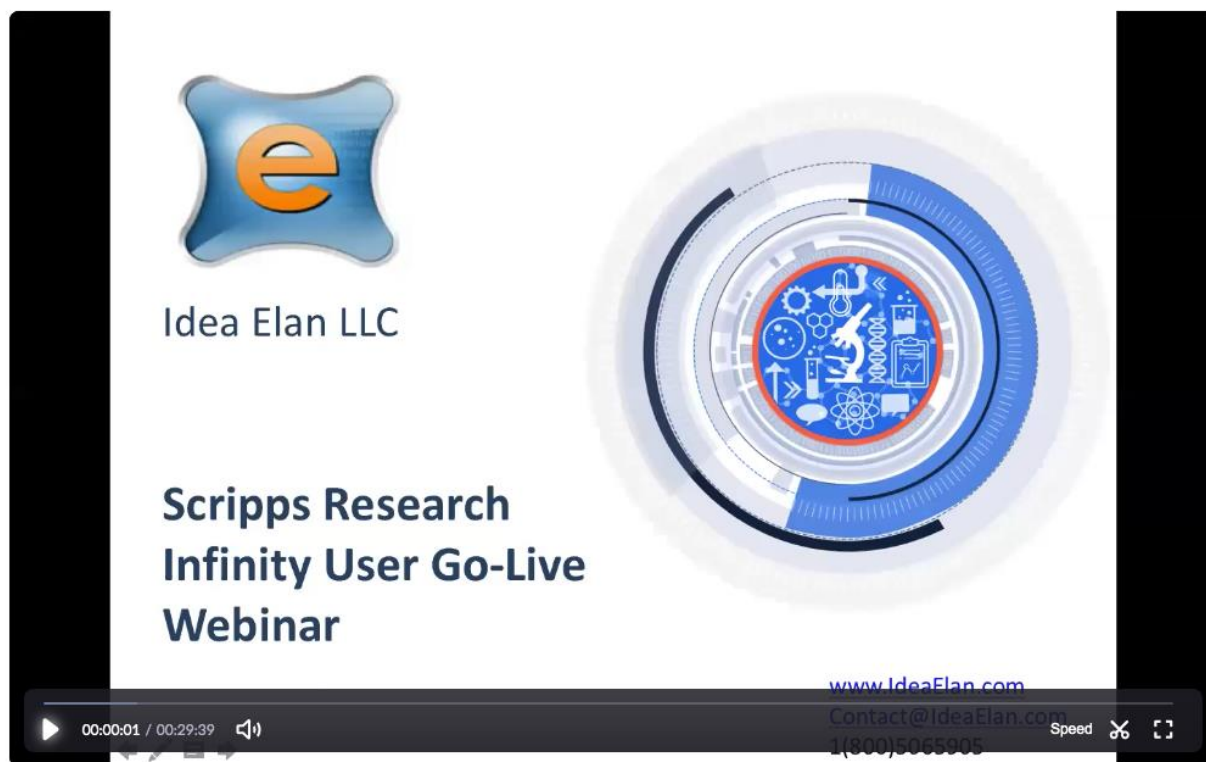 e
Idea Elan LLC
Scripps Research
Infinity User Go-Live
Webinar
www.IdeaElan.com
Contact@IdeaElan.com
1(800)5065905
00:00:01 / 00:29:39
Speed